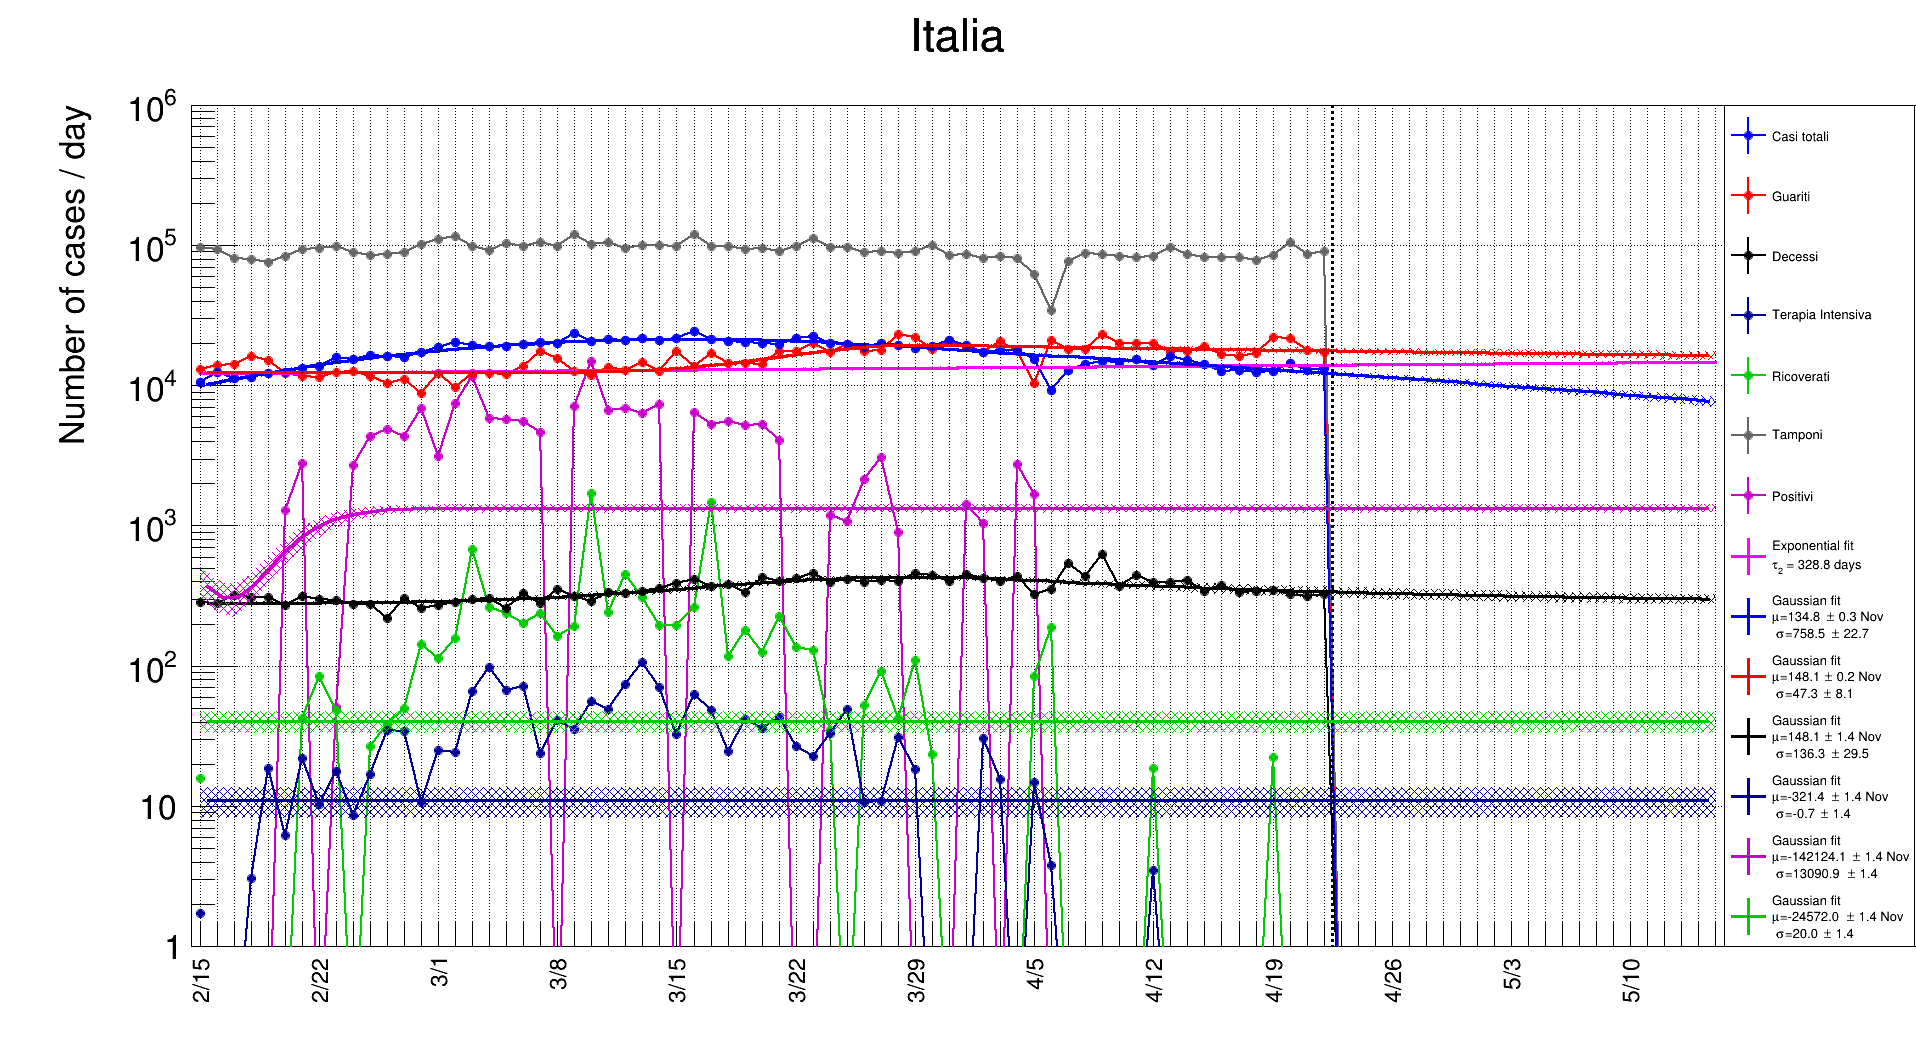 Italia
Number of cases / day
10^6
10^5
10^4
10^3
10^2
10
1
2/15
2/22
3/1
3/8
3/15
3/22
3/29
4/5
4/12
4/19
4/26
5/3
5/10
Casi totali
Guariti
Decessi
Terapia Intensiva
Ricoverati
Tamponi
Positivi
Exponential fit
τ₂ = 328.8 days
Gaussian fit
μ=134.8 ± 0.3 Nov
σ=758.5 ± 22.7
Gaussian fit
μ=148.1 ± 0.2 Nov
σ=47.3 ± 8.1
Gaussian fit
μ=148.1 ± 1.4 Nov
σ=136.3 ± 29.5
Gaussian fit
μ=-321.4 ± 1.4 Nov
σ=-0.7 ± 1.4
Gaussian fit
μ=-142124.1 ± 1.4 Nov
σ=13090.9 ± 1.4
Gaussian fit
μ=-24572.0 ± 1.4 Nov
σ=20.0 ± 1.4